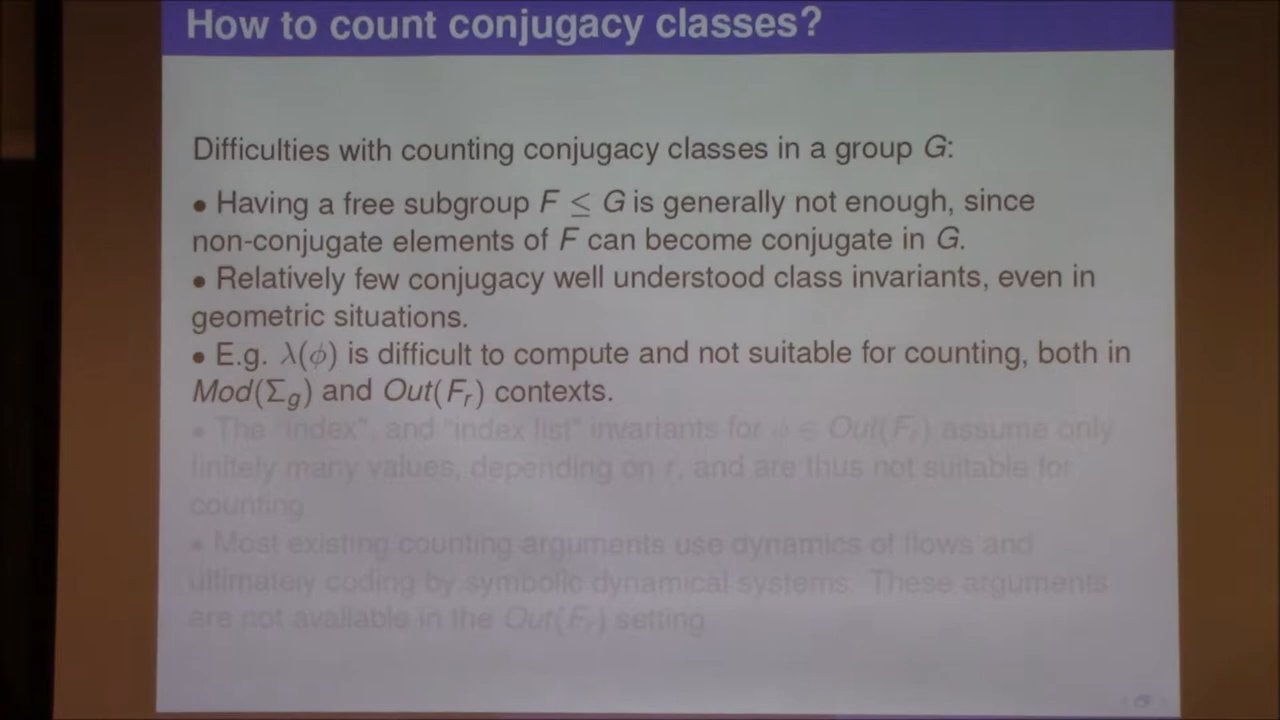 How to count conjugacy classes?
Difficulties with counting conjugacy classes in a group G:
• Having a free subgroup F ≤ G is generally not enough, since
non-conjugate elements of F can become conjugate in G.
• Relatively few conjugacy well understood class invariants, even in
geometric situations.
• E.g. λ(ϕ) is difficult to compute and not suitable for counting, both in
Mod(Σg) and Out(Fr) contexts.
• The "index", and "index list" invariants for ϕ ∈ Out(Fr) assume only
finitely many values, depending on r, and are thus not suitable for
counting
• Most existing counting arguments use dynamics of flows and
ultimately coding by symbolic dynamical systems. These arguments
are not available in the Out(Fr) setting